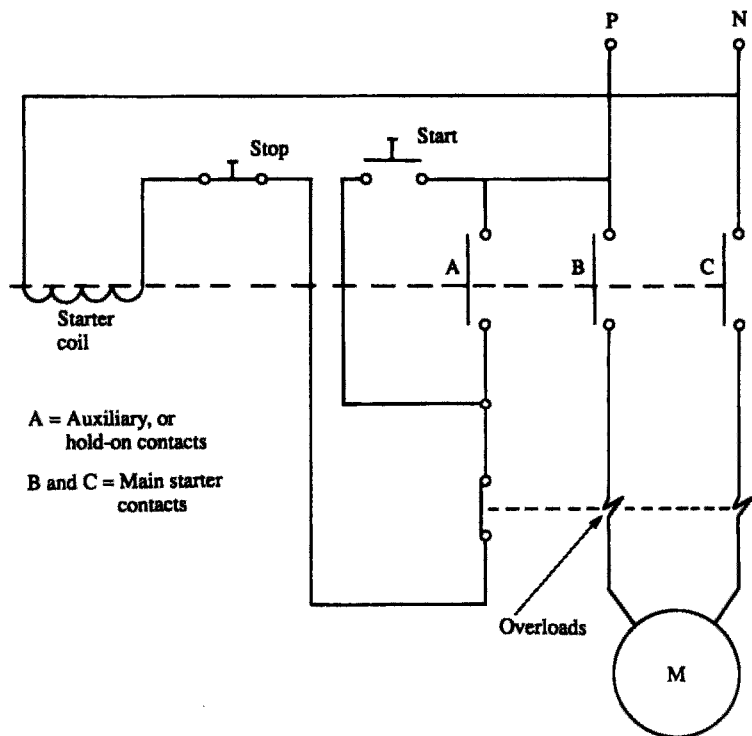 P
N
Stop
Start
A
B
C
Starter
coil
A = Auxiliary, or
hold-on contacts
B and C = Main starter
contacts
Overloads
M